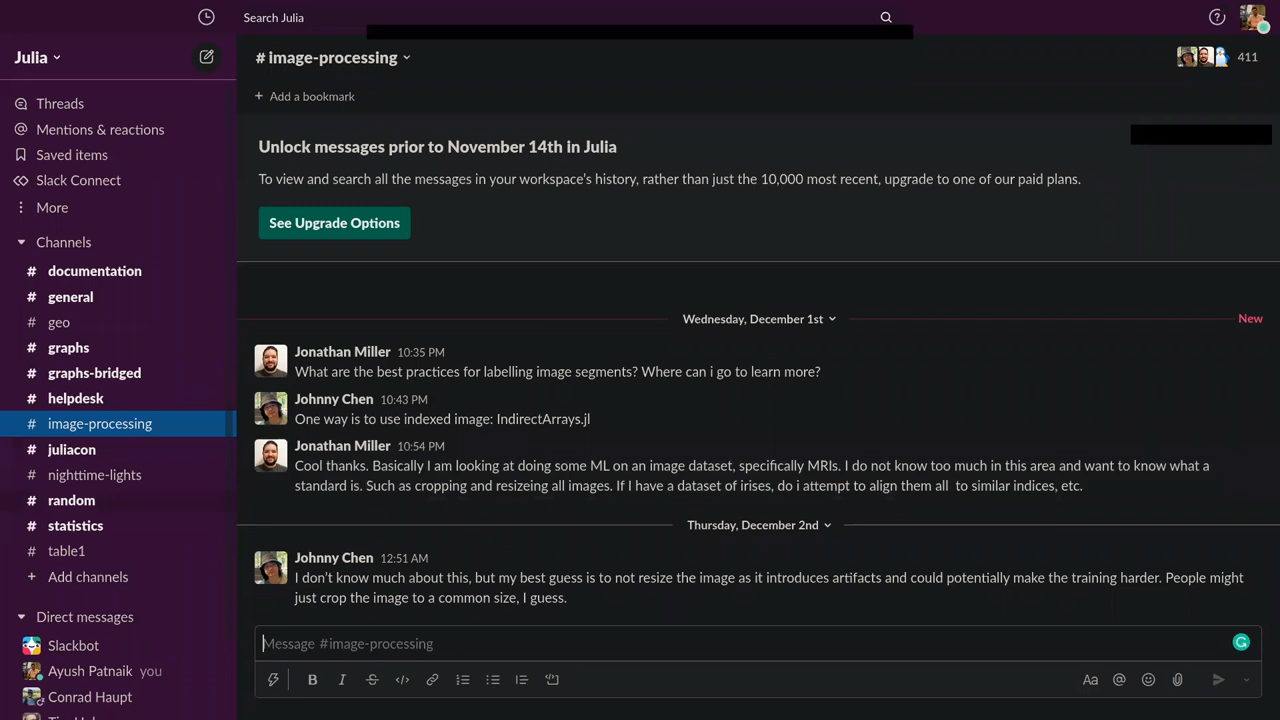 Search Julia
Julia
# image-processing
411
+ Add a bookmark
Threads
Mentions & reactions
Saved items
Slack Connect
More
Channels
# documentation
# general
# geo
# graphs
# graphs-bridged
# helpdesk
# image-processing
# juliacon
# nighttime-lights
# random
# statistics
# table1
+ Add channels
Direct messages
Slackbot
Ayush Patnaik you
Conrad Haupt
Unlock messages prior to November 14th in Julia
To view and search all the messages in your workspace's history, rather than just the 10,000 most recent, upgrade to one of our paid plans.
See Upgrade Options
Wednesday, December 1st
New
Jonathan Miller 10:35 PM
What are the best practices for labelling image segments? Where can i go to learn more?
Johnny Chen 10:43 PM
One way is to use indexed image: IndirectArrays.jl
Jonathan Miller 10:54 PM
Cool thanks. Basically I am looking at doing some ML on an image dataset, specifically MRIs. I do not know too much in this area and want to know what a
standard is. Such as cropping and resizeing all images. If I have a dataset of irises, do i attempt to align them all to similar indices, etc.
Thursday, December 2nd
Johnny Chen 12:51 AM
I don't know much about this, but my best guess is to not resize the image as it introduces artifacts and could potentially make the training harder. People might
just crop the image to a common size, I guess.
Message #image-processing
B I S
Aa @